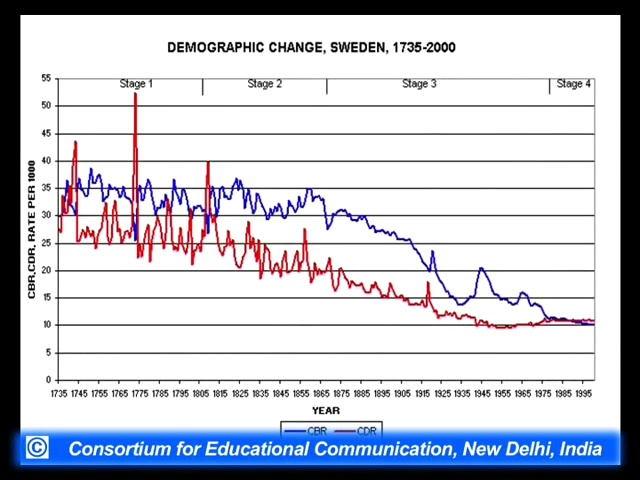 DEMOGRAPHIC CHANGE, SWEDEN, 1735-2000
Stage 1 Stage 2 Stage 3 Stage 4
CBR,CDR, RATE PER 1000
55
50
45
40
35
30
25
20
15
10
5
0
1735 1745 1755 1765 1775 1785 1795 1805 1815 1825 1835 1845 1855 1865 1875 1885 1895 1905 1915 1925 1935 1945 1955 1965 1975 1985 1995
YEAR
CBR CDR
© Consortium for Educational Communication, New Delhi, India